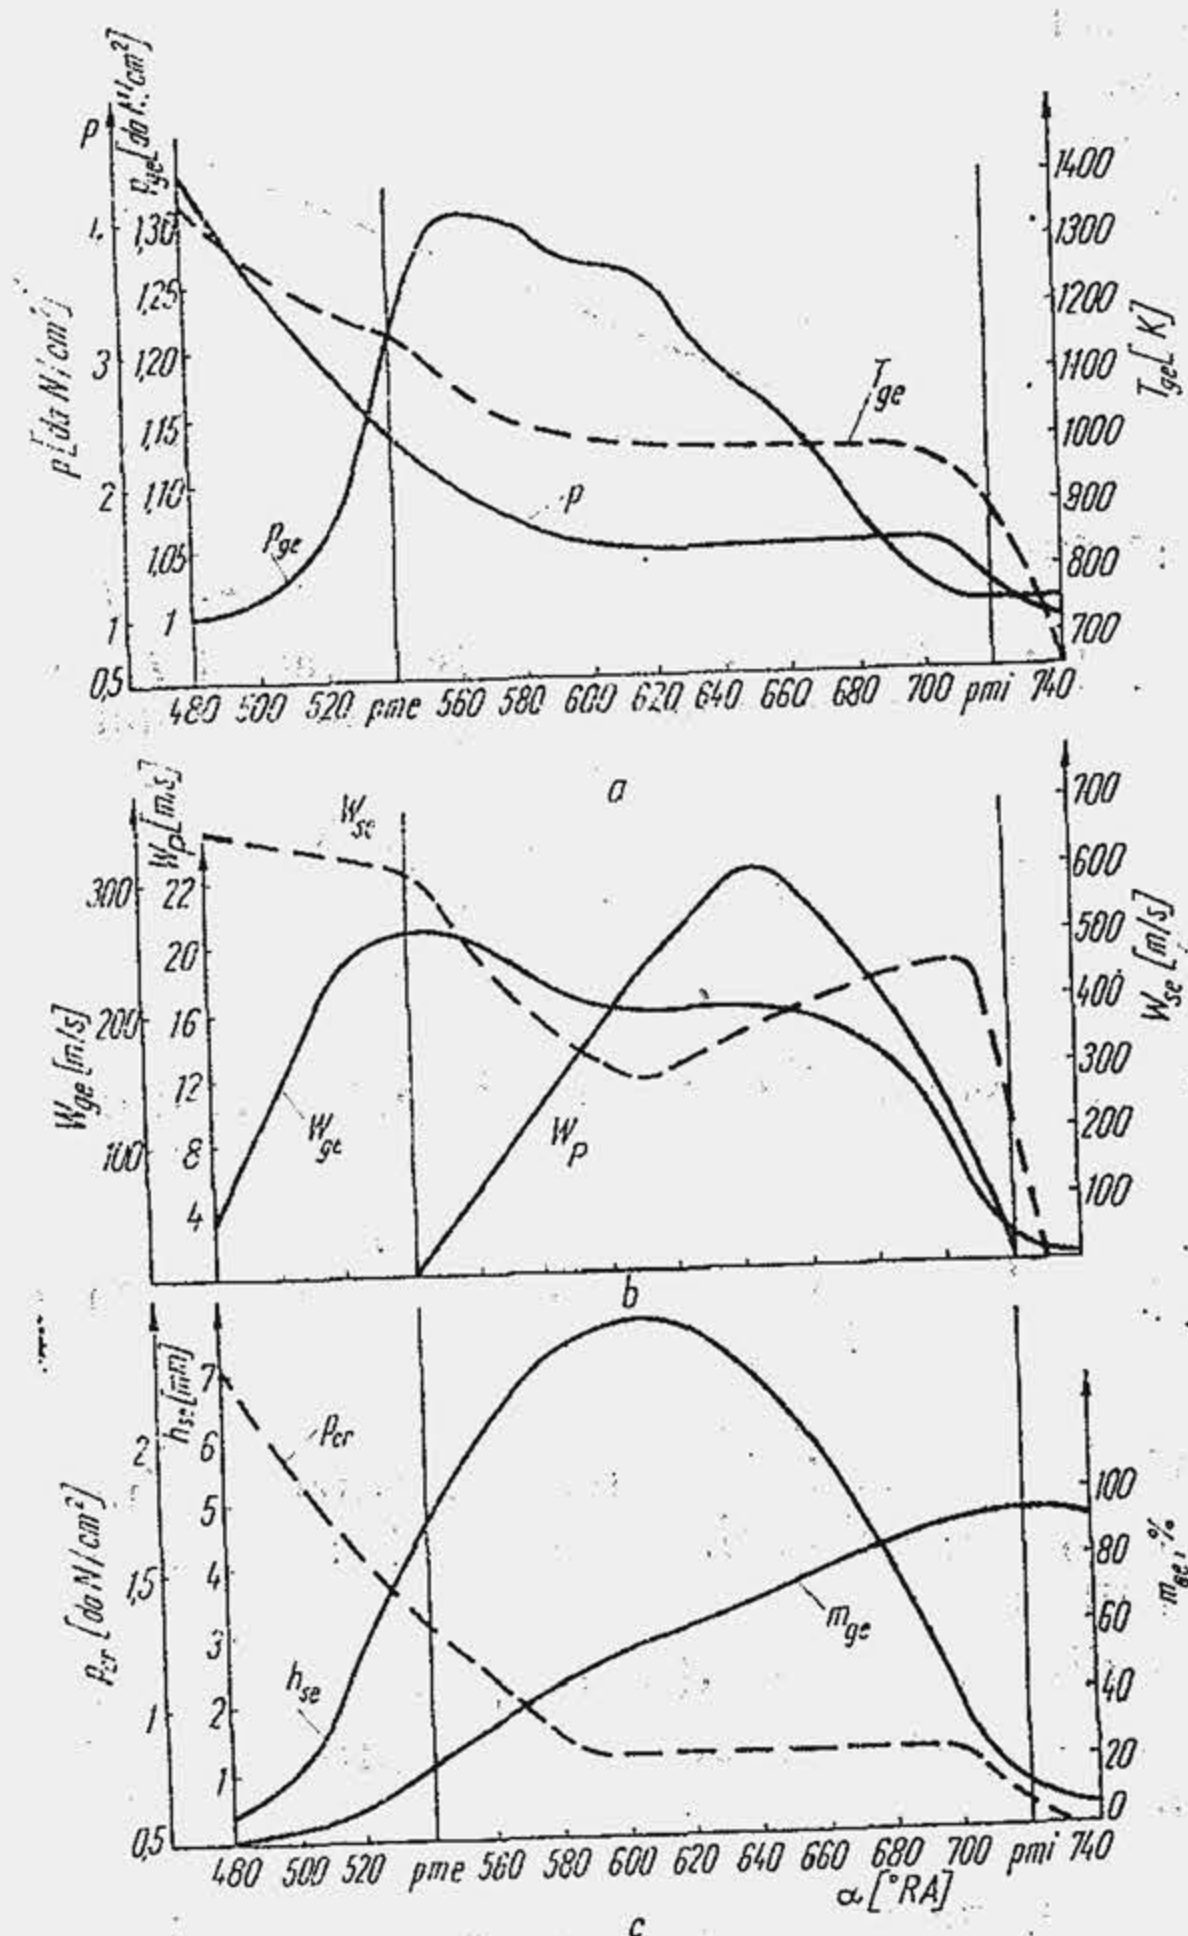 p
p_ge [daN/cm²]
p [daN/cm²]
T_ge [K]
1400
1, 1,30 1300
1,25 1200
3 1,20 1100
1,15 1000
2 1,10 900
1,05 800
1 1 700
0,5
T_ge
p
p_ge
480 500 520 pme 560 580 600 620 640 660 680 700 pmi 740
a
W_p [m/s]
W_ge [m/s]
W_se [m/s]
700
600
300 22
500
20
400
200 16
300
12
200
100 8
100
4
W_se
W_ge
W_p
b
h_se [mm]
p_cr [daN/cm²]
m_ge, %
7
2 6
100
5
80
1,5 4
60
3
40
1 2
20
1
0
0,5
p_cr
h_se
m_ge
480 500 520 pme 560 580 600 620 640 660 680 700 pmi 740
α [°RA]
c